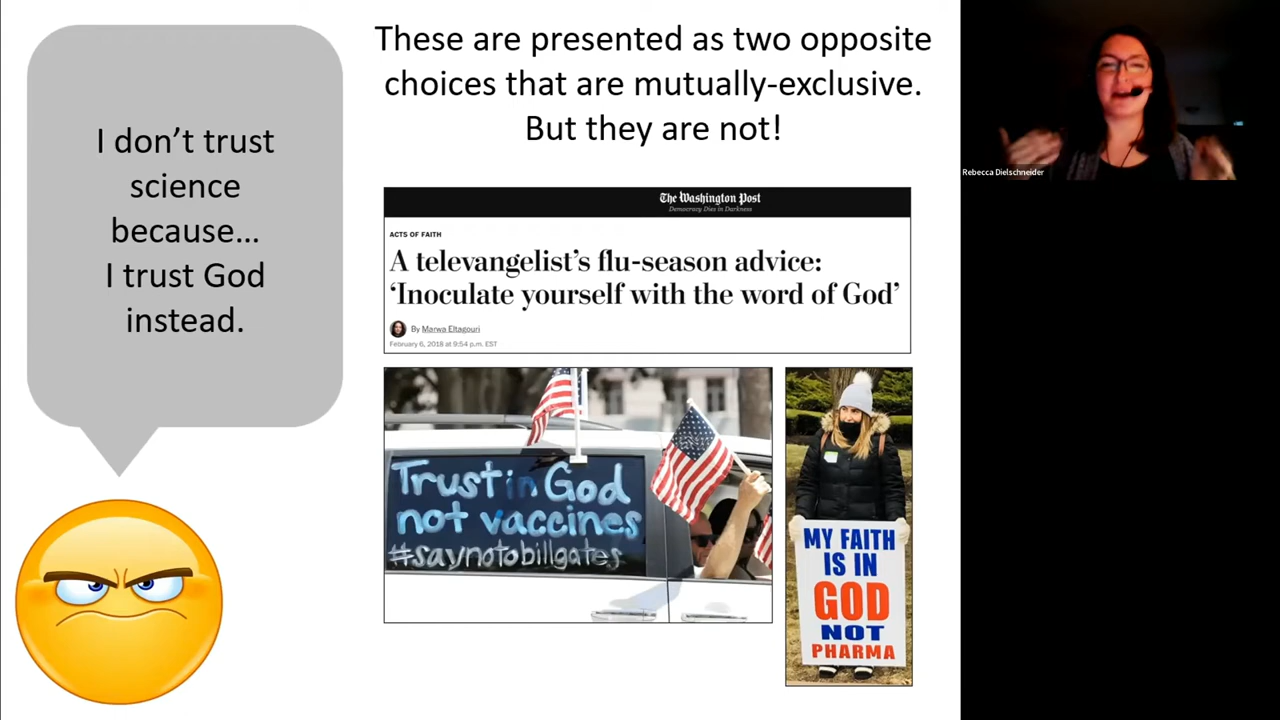 I don't trust
science
because...
I trust God
instead.
These are presented as two opposite
choices that are mutually-exclusive.
But they are not!
The Washington Post
Democracy Dies in Darkness
ACTS OF FAITH
A televangelist's flu-season advice:
'Inoculate yourself with the word of God'
By Marwa Eltagouri
February 6, 2018 at 9:54 p.m. EST
Trust in God
not vaccines
#saynotobillgates
MY FAITH
IS IN
GOD
NOT
PHARMA
Rebecca Dielschneider